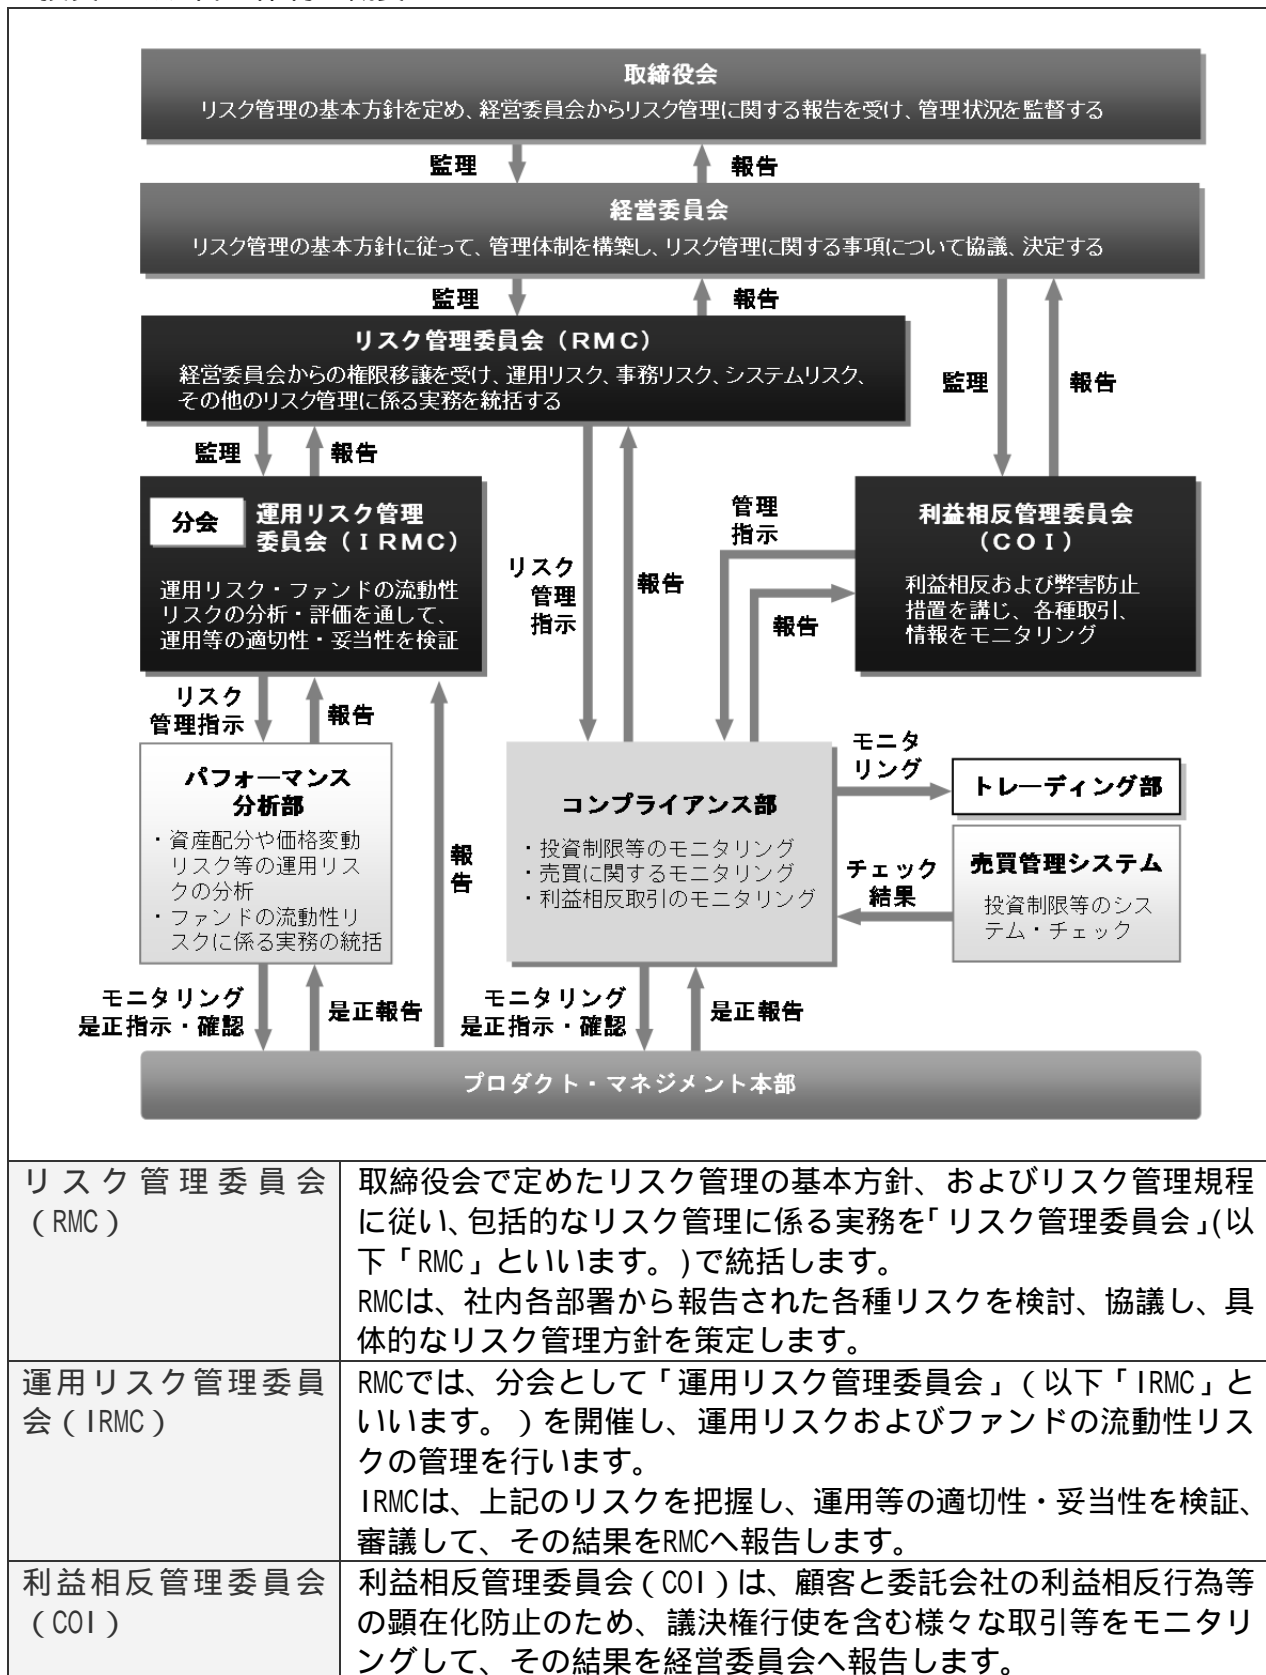 取締役会
リスク管理の基本方針を定め、経営委員会からリスク管理に関する報告を受け、管理状況を監督する
監理
報告
経営委員会
リスク管理の基本方針に従って、管理体制を構築し、リスク管理に関する事項について協議、決定する
監理
報告
リスク管理委員会（RMC）
経営委員会からの権限移譲を受け、運用リスク、事務リスク、システムリスク、
その他のリスク管理に係る実務を統括する
監理
報告
監理
報告
分会
運用リスク管理
委員会（IRMC）
運用リスク・ファンドの流動性
リスクの分析・評価を通して、
運用等の適切性・妥当性を検証
リスク
管理
指示
報告
管理
指示
報告
利益相反管理委員会
（COI）
利益相反および弊害防止
措置を講じ、各種取引、
情報をモニタリング
リスク
管理指示
報告
パフォーマンス
分析部
・資産配分や価格変動
リスク等の運用リス
クの分析
・ファンドの流動性リ
スクに係る実務の統括
報
告
コンプライアンス部
・投資制限等のモニタリング
・売買に関するモニタリング
・利益相反取引のモニタリング
モニタ
リング
トレーディング部
チェック
結果
売買管理システム
投資制限等のシス
テム・チェック
モニタリング
是正指示・確認
是正報告
モニタリング
是正指示・確認
是正報告
プロダクト・マネジメント本部
リスク管理委員会
（RMC）
取締役会で定めたリスク管理の基本方針、およびリスク管理規程
に従い、包括的なリスク管理に係る実務を「リスク管理委員会」(以
下「RMC」といいます。)で統括します。
RMCは、社内各部署から報告された各種リスクを検討、協議し、具
体的なリスク管理方針を策定します。
運用リスク管理委員
会（IRMC）
RMCでは、分会として「運用リスク管理委員会」（以下「IRMC」と
いいます。）を開催し、運用リスクおよびファンドの流動性リス
クの管理を行います。
IRMCは、上記のリスクを把握し、運用等の適切性・妥当性を検証、
審議して、その結果をRMCへ報告します。
利益相反管理委員会
（COI）
利益相反管理委員会（COI）は、顧客と委託会社の利益相反行為等
の顕在化防止のため、議決権行使を含む様々な取引等をモニタリ
ングして、その結果を経営委員会へ報告します。